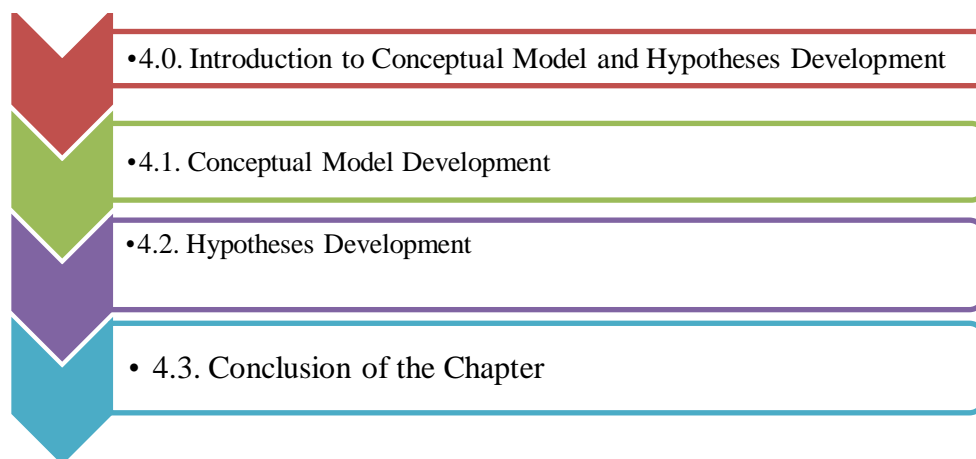 •4.0. Introduction to Conceptual Model and Hypotheses Development
•4.1. Conceptual Model Development
•4.2. Hypotheses Development
• 4.3. Conclusion of the Chapter